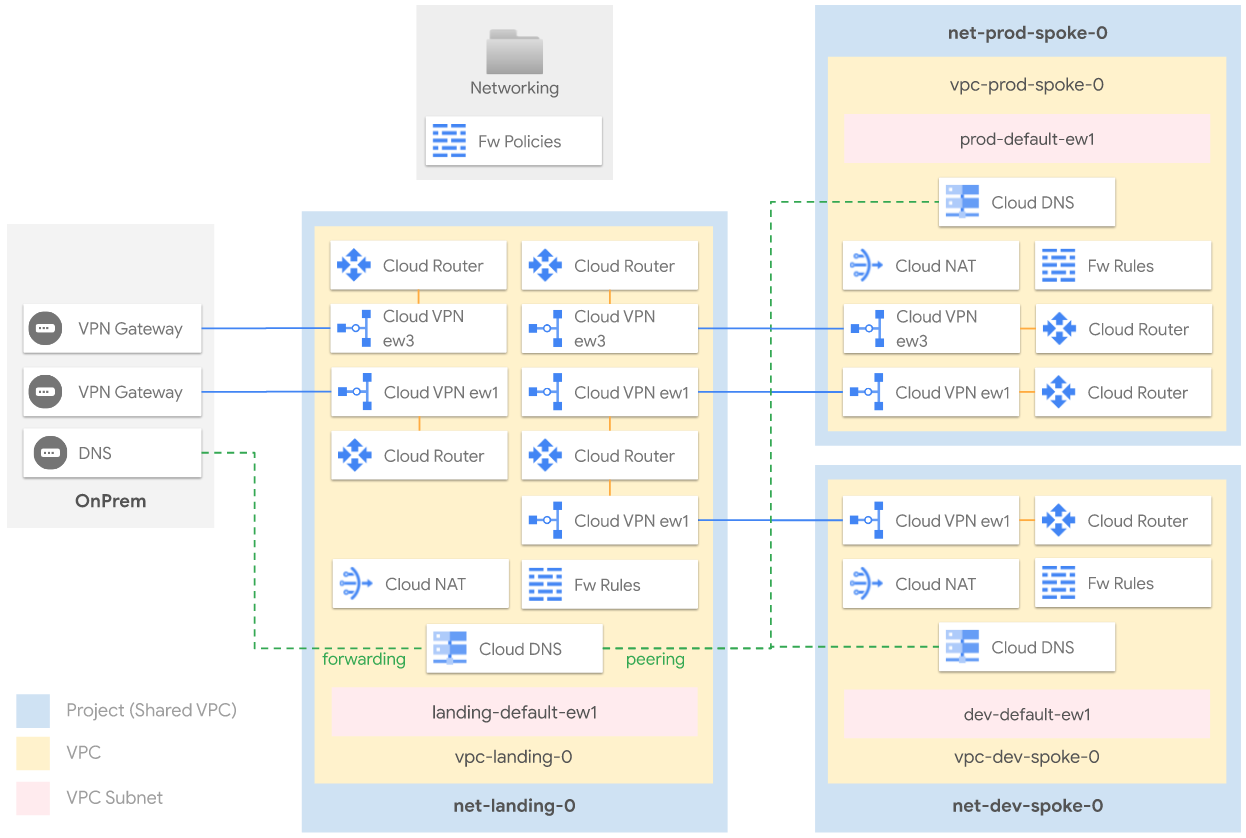 Networking
Fw Policies
OnPrem
VPN Gateway
VPN Gateway
DNS
OnPrem
Cloud Router
Cloud Router
Cloud VPN
ew3
Cloud VPN
ew3
Cloud VPN ew1
Cloud VPN ew1
Cloud Router
Cloud Router
Cloud VPN ew1
Cloud NAT
Fw Rules
Cloud DNS
forwarding
peering
landing-default-ew1
vpc-landing-0
net-landing-0
net-prod-spoke-0
vpc-prod-spoke-0
prod-default-ew1
Cloud DNS
Cloud NAT
Fw Rules
Cloud VPN
ew3
Cloud Router
Cloud VPN ew1
Cloud Router
Cloud VPN ew1
Cloud Router
Cloud NAT
Fw Rules
Cloud DNS
dev-default-ew1
vpc-dev-spoke-0
net-dev-spoke-0
Project (Shared VPC)
VPC
VPC Subnet